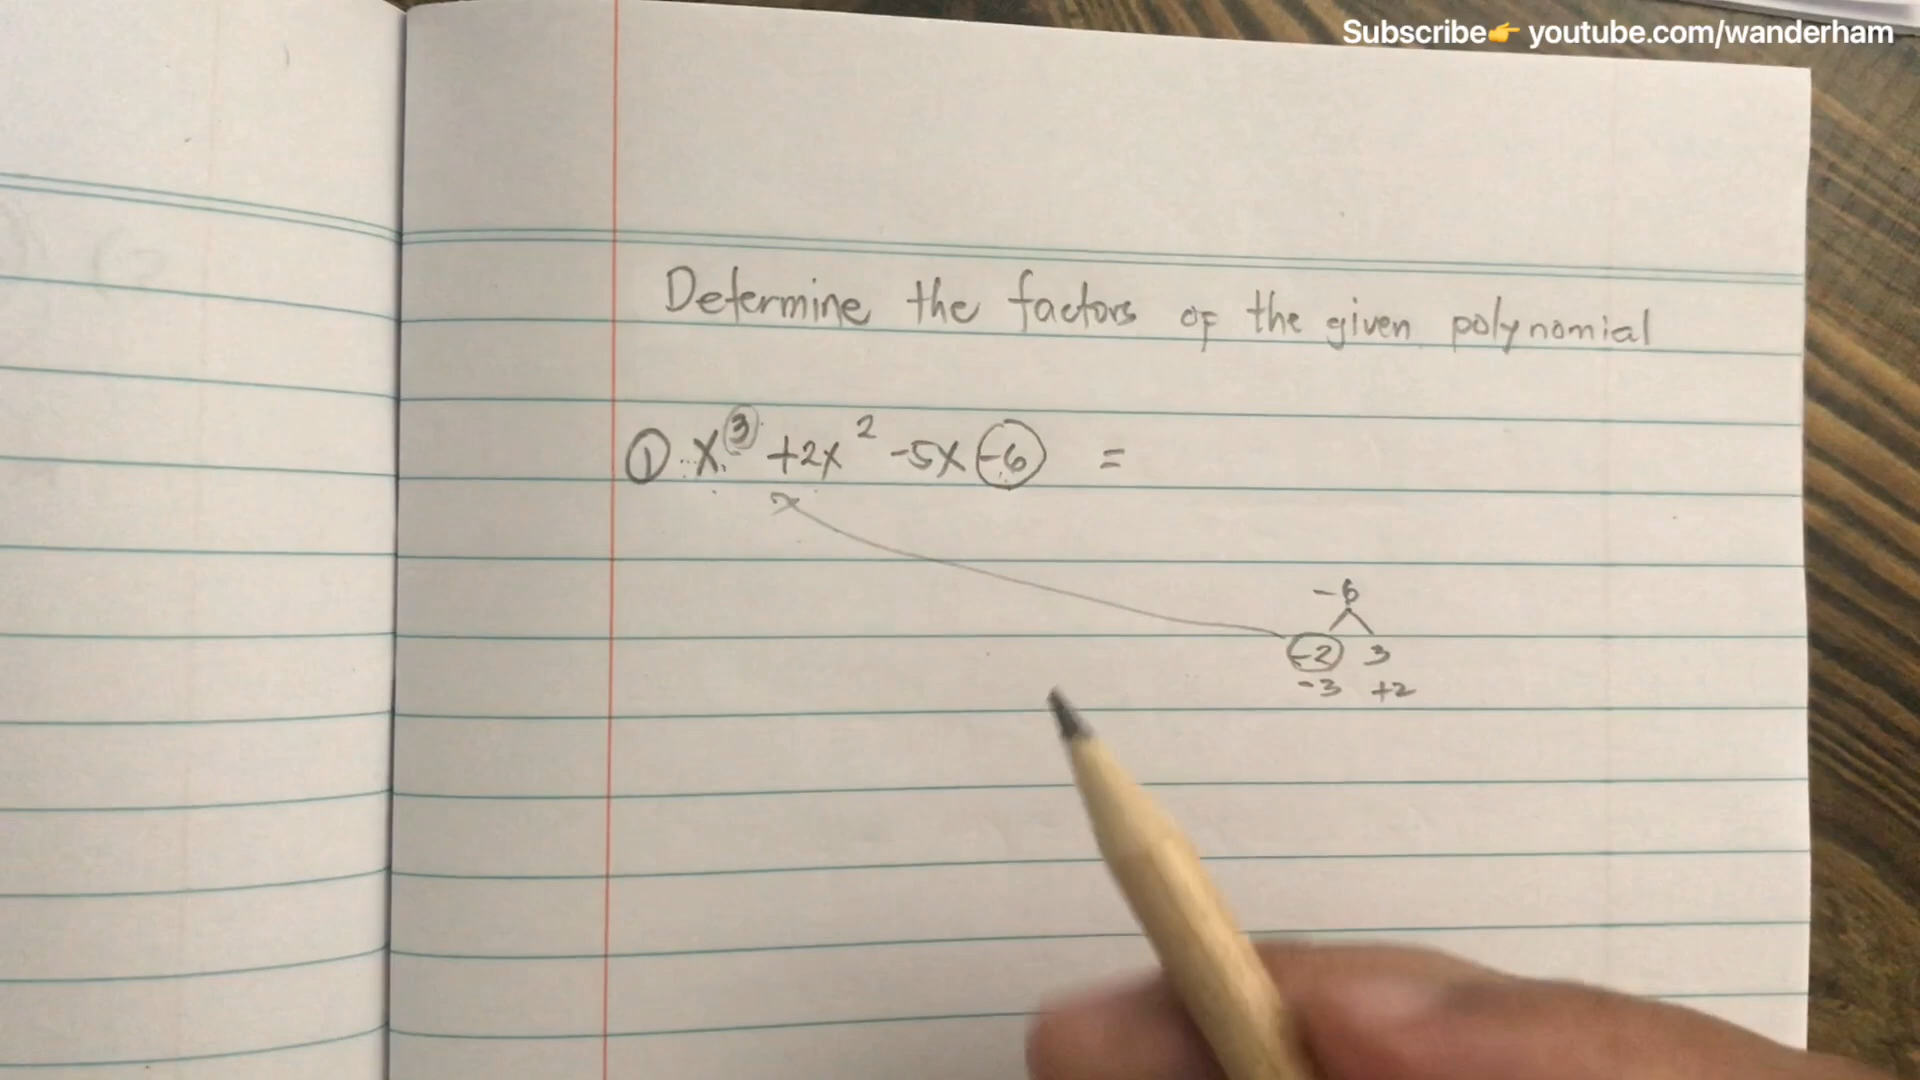 Subscribe👉 youtube.com/wanderham
Determine the factors of the given polynomial
① x³ +2x² -5x -6 =
x
-6
-2 3
-3 +2